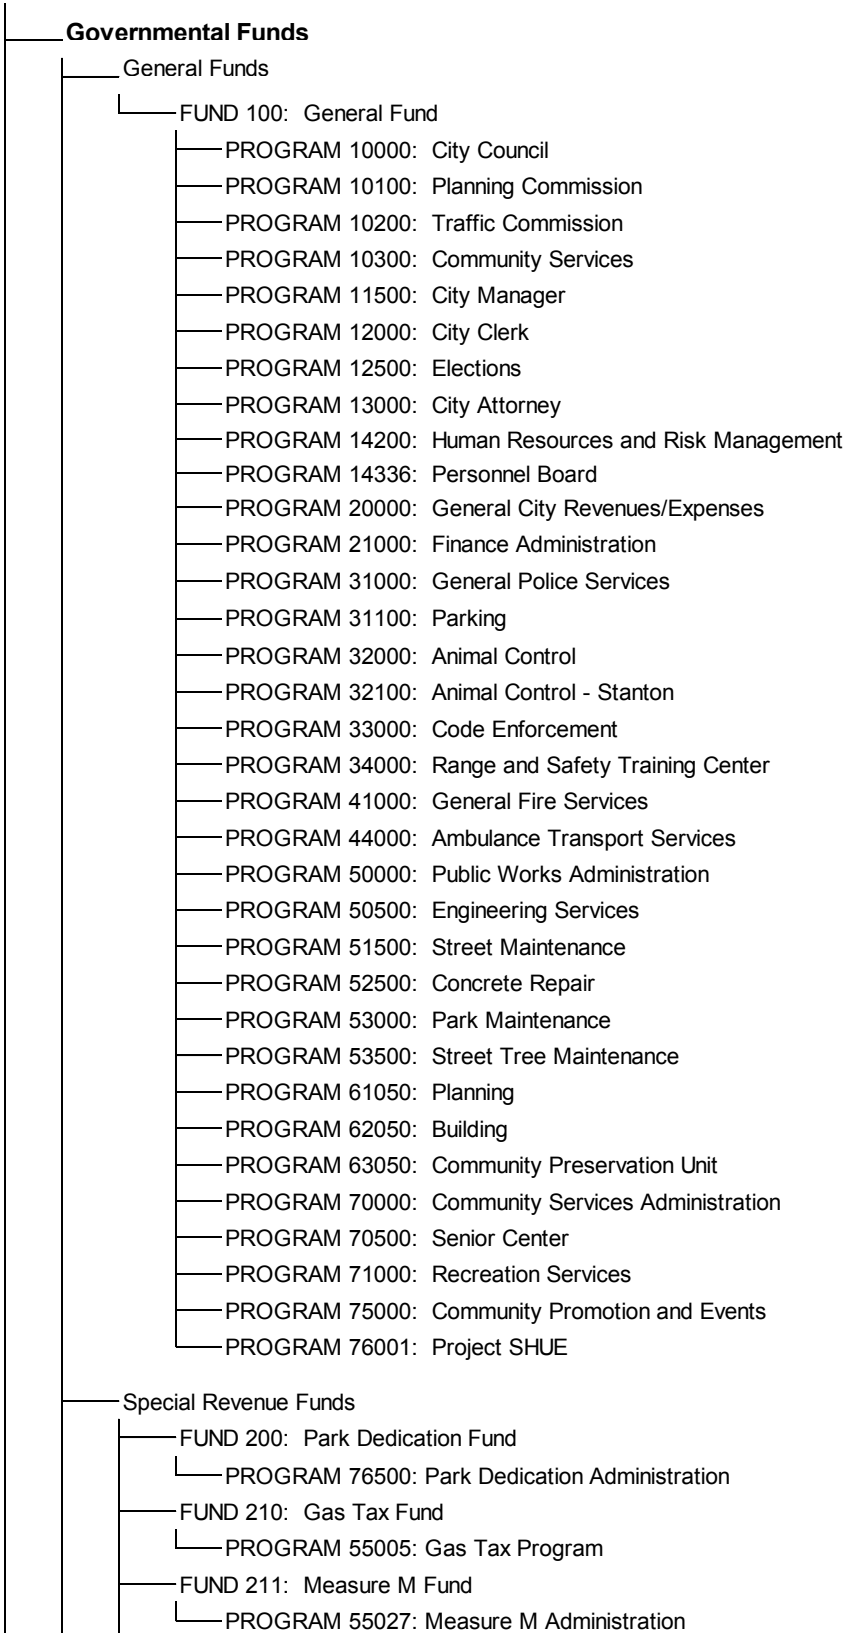 Governmental Funds
General Funds
FUND 100: General Fund
PROGRAM 10000: City Council
PROGRAM 10100: Planning Commission
PROGRAM 10200: Traffic Commission
PROGRAM 10300: Community Services
PROGRAM 11500: City Manager
PROGRAM 12000: City Clerk
PROGRAM 12500: Elections
PROGRAM 13000: City Attorney
PROGRAM 14200: Human Resources and Risk Management
PROGRAM 14336: Personnel Board
PROGRAM 20000: General City Revenues/Expenses
PROGRAM 21000: Finance Administration
PROGRAM 31000: General Police Services
PROGRAM 31100: Parking
PROGRAM 32000: Animal Control
PROGRAM 32100: Animal Control - Stanton
PROGRAM 33000: Code Enforcement
PROGRAM 34000: Range and Safety Training Center
PROGRAM 41000: General Fire Services
PROGRAM 44000: Ambulance Transport Services
PROGRAM 50000: Public Works Administration
PROGRAM 50500: Engineering Services
PROGRAM 51500: Street Maintenance
PROGRAM 52500: Concrete Repair
PROGRAM 53000: Park Maintenance
PROGRAM 53500: Street Tree Maintenance
PROGRAM 61050: Planning
PROGRAM 62050: Building
PROGRAM 63050: Community Preservation Unit
PROGRAM 70000: Community Services Administration
PROGRAM 70500: Senior Center
PROGRAM 71000: Recreation Services
PROGRAM 75000: Community Promotion and Events
PROGRAM 76001: Project SHUE
Special Revenue Funds
FUND 200: Park Dedication Fund
PROGRAM 76500: Park Dedication Administration
FUND 210: Gas Tax Fund
PROGRAM 55005: Gas Tax Program
FUND 211: Measure M Fund
PROGRAM 55027: Measure M Administration